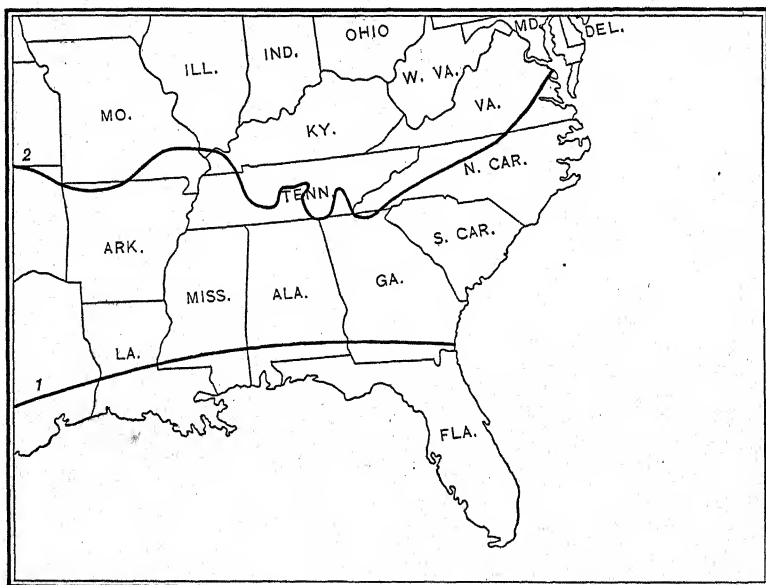 MD.
DEL.
OHIO
IND.
ILL.
W. VA.
VA.
MO.
KY.
2
N. CAR.
TENN.
S. CAR.
ARK.
GA.
MISS.
ALA.
LA.
1
FLA.